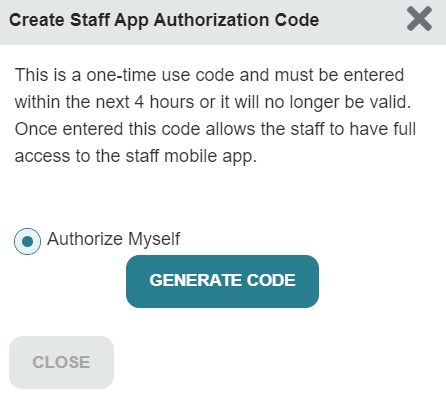 Create Staff App Authorization Code
This is a one-time use code and must be entered
within the next 4 hours or it will no longer be valid.
Once entered this code allows the staff to have full
access to the staff mobile app.
Authorize Myself
GENERATE CODE
CLOSE